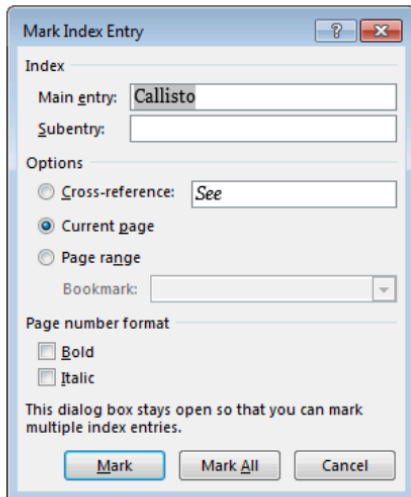 Mark Index Entry
?
Index
Main entry: Callisto
Subentry:
Options
Cross-reference: See
Current page
Page range
Bookmark:
Page number format
Bold
Italic
This dialog box stays open so that you can mark
multiple index entries.
Mark Mark All Cancel